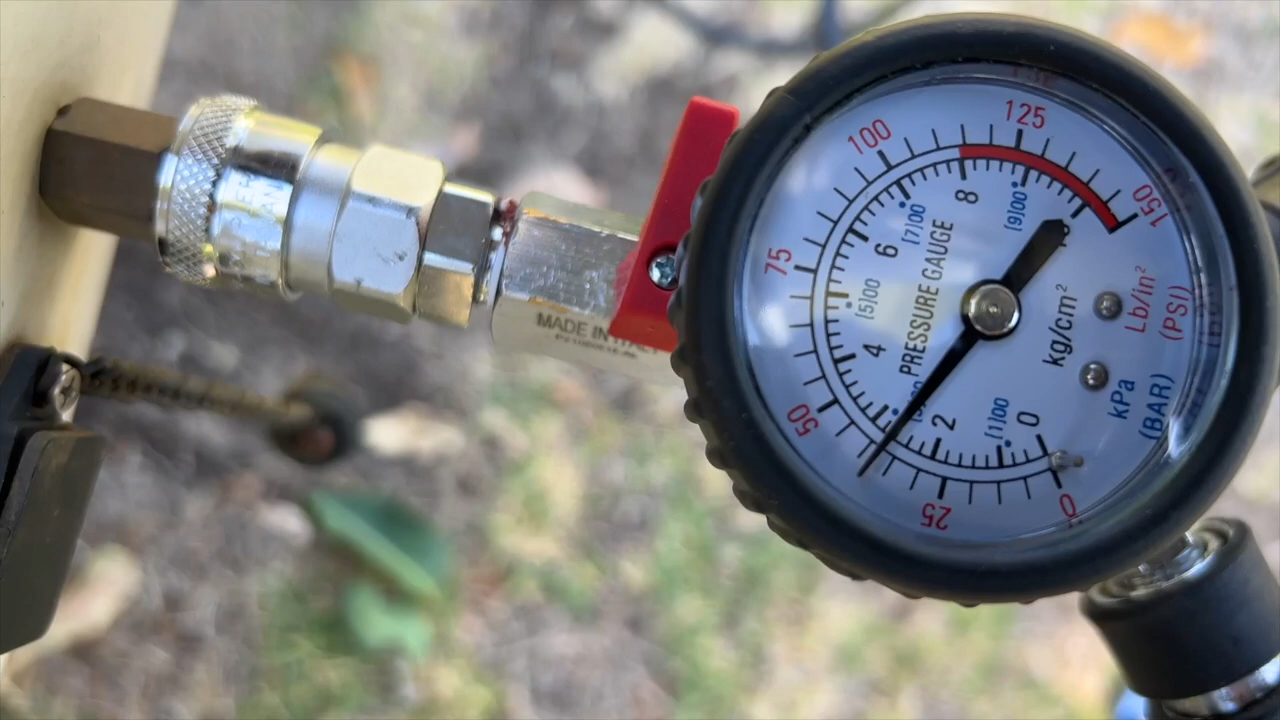 MADE IN ITALY
PRESSURE GAUGE
kg/cm²
Lb/in²
(PSI)
kPa
(BAR)
0
25
50
75
100
125
150
0
2
4
6
8
[1]00
[5]00
[7]00
[9]00